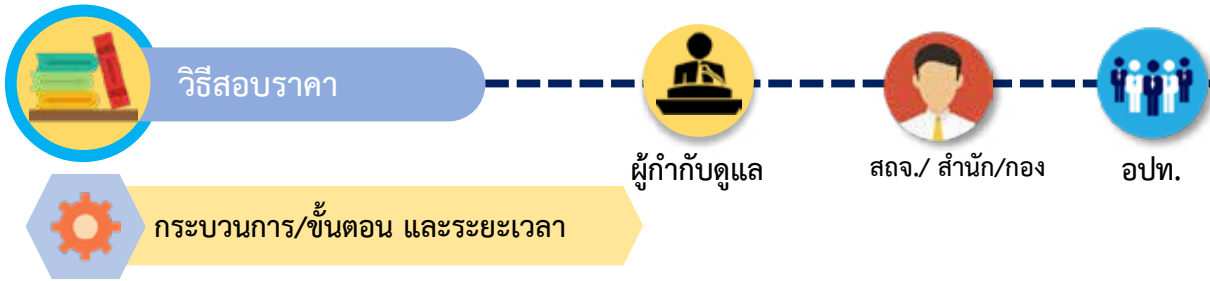 วิธีสอบราคา
ผู้กำกับดูแล
สถจ./ สำนัก/กอง
อปท.
กระบวนการ/ขั้นตอน และระยะเวลา